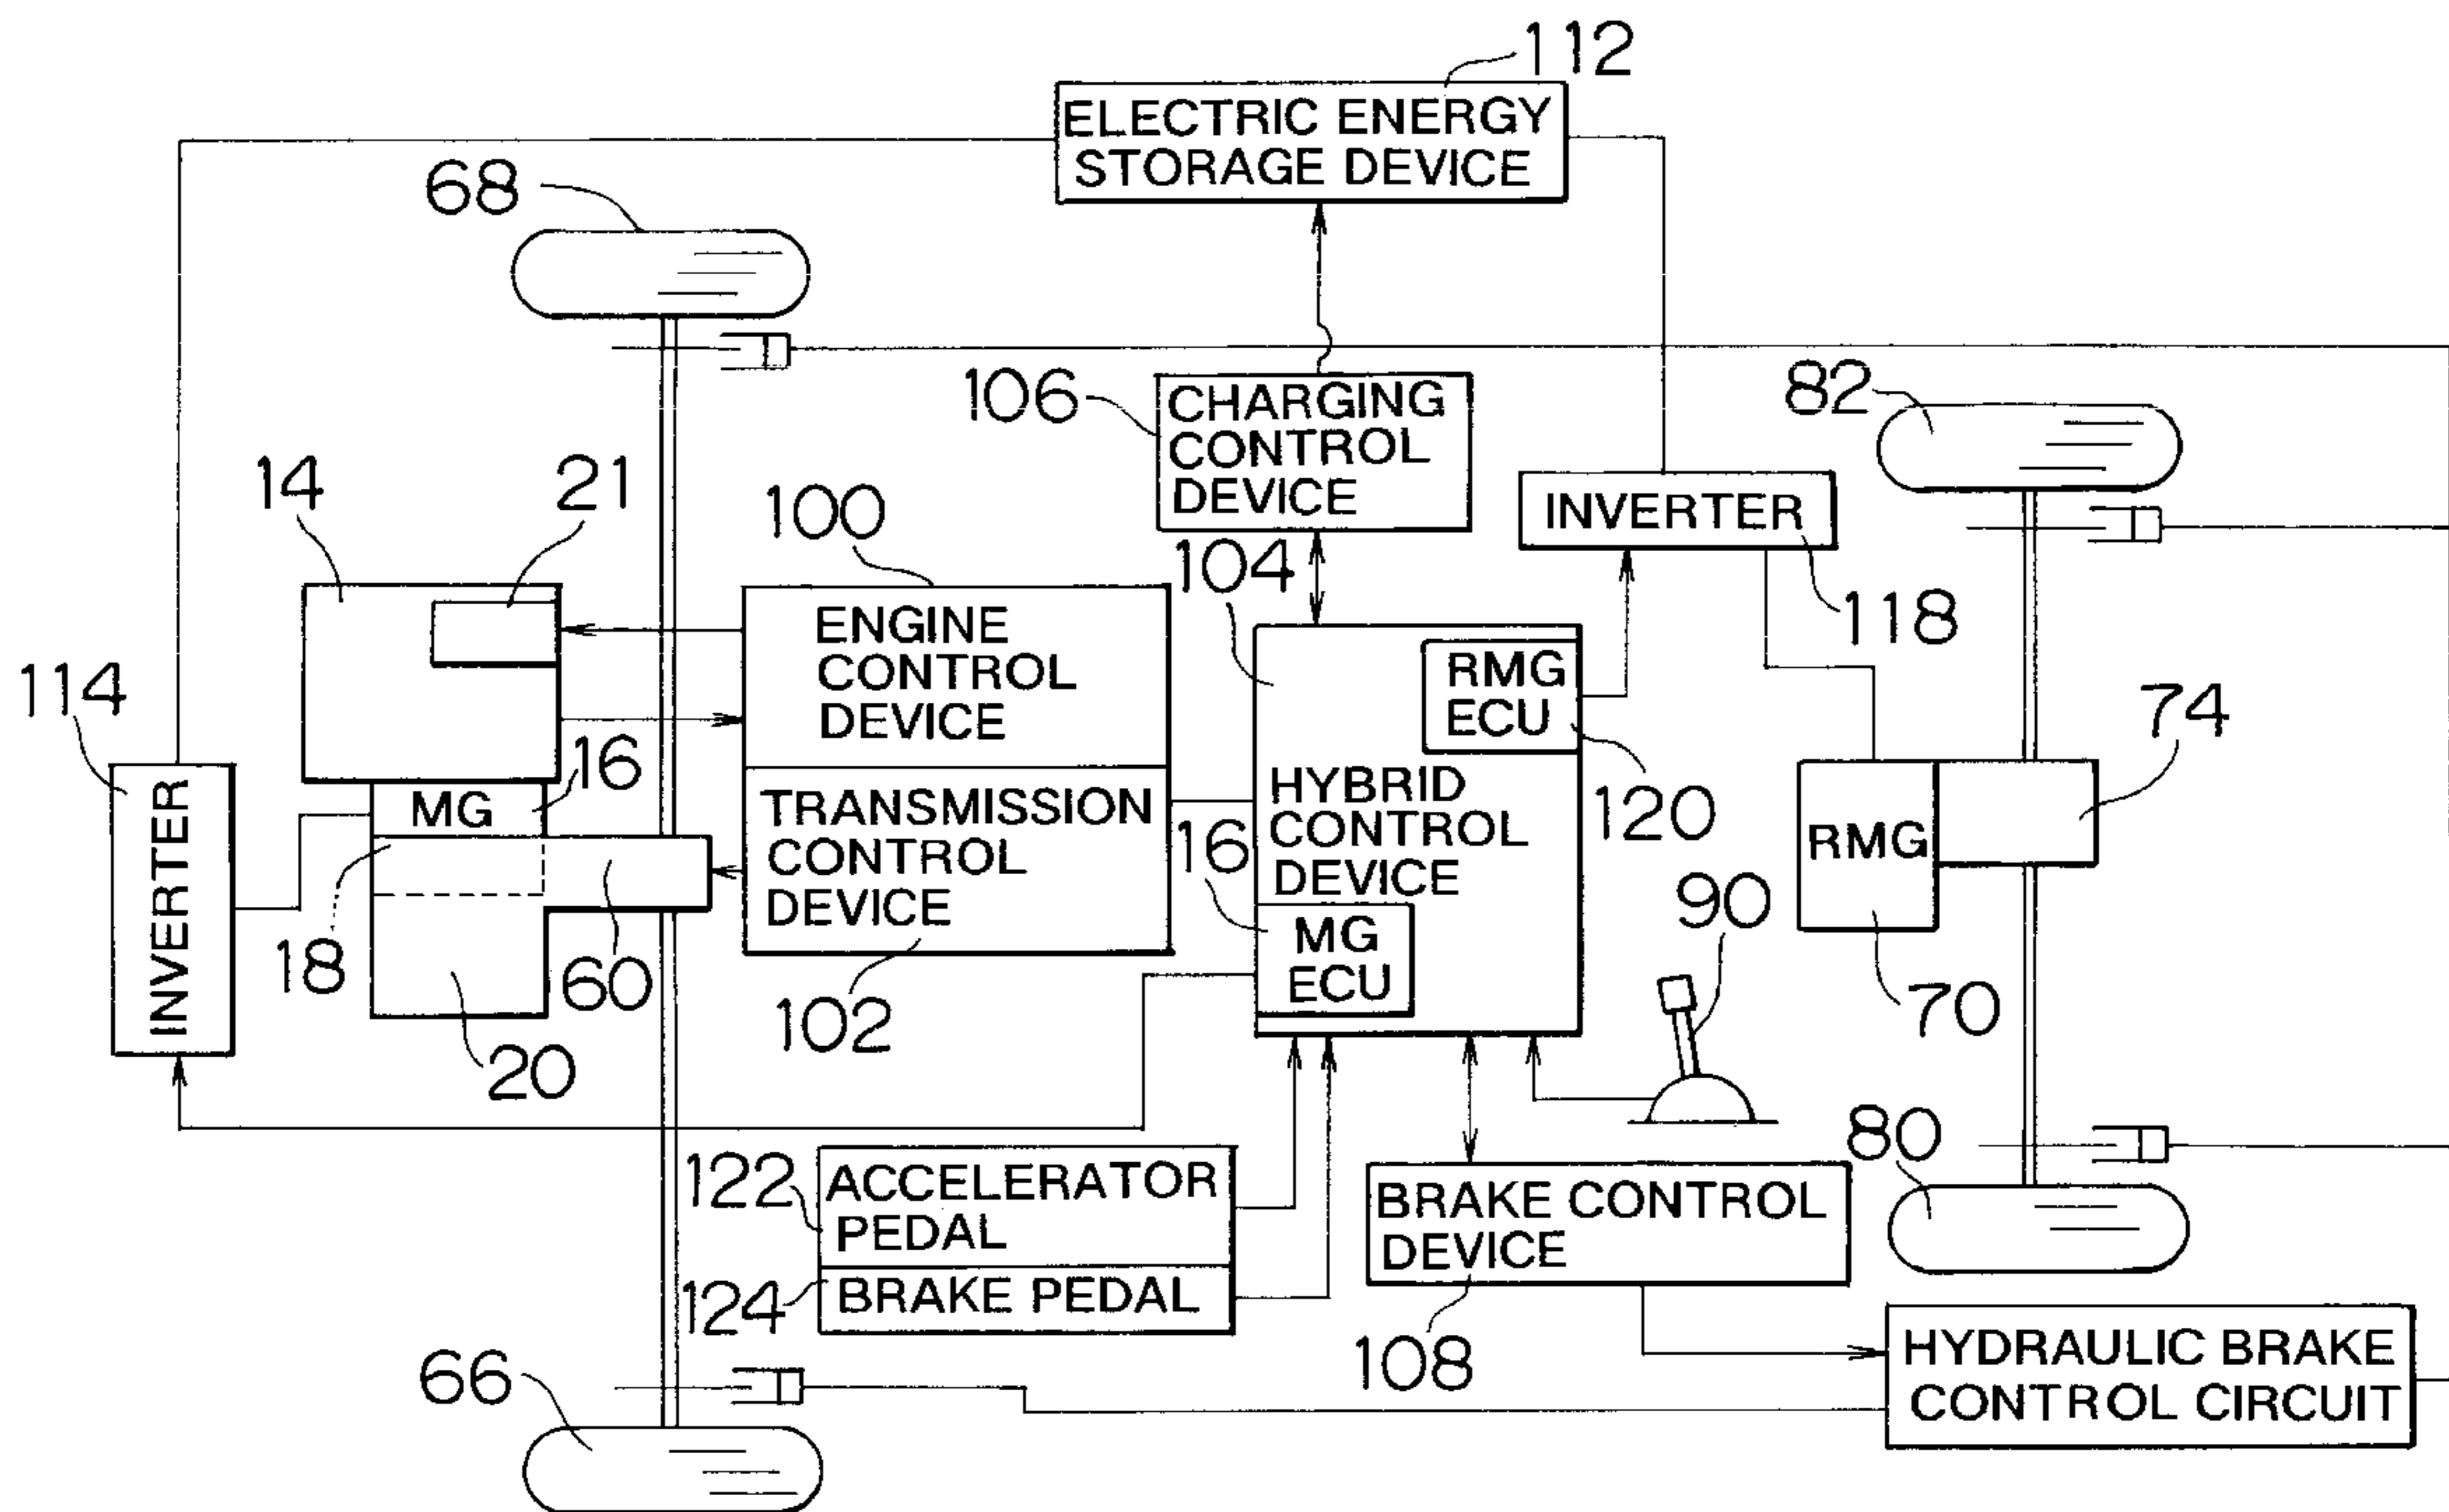 112
ELECTRIC ENERGY
STORAGE DEVICE
68
106
CHARGING
CONTROL
DEVICE
82
14
21
100
104
INVERTER
118
ENGINE
CONTROL
DEVICE
RMG
ECU
114
16
MG
74
INVERTER
TRANSMISSION
CONTROL
DEVICE
HYBRID
CONTROL
DEVICE
120
16
RMG
90
18
60
MG
ECU
20
102
70
122
ACCELERATOR
PEDAL
80
BRAKE CONTROL
DEVICE
124
BRAKE PEDAL
108
66
HYDRAULIC BRAKE
CONTROL CIRCUIT